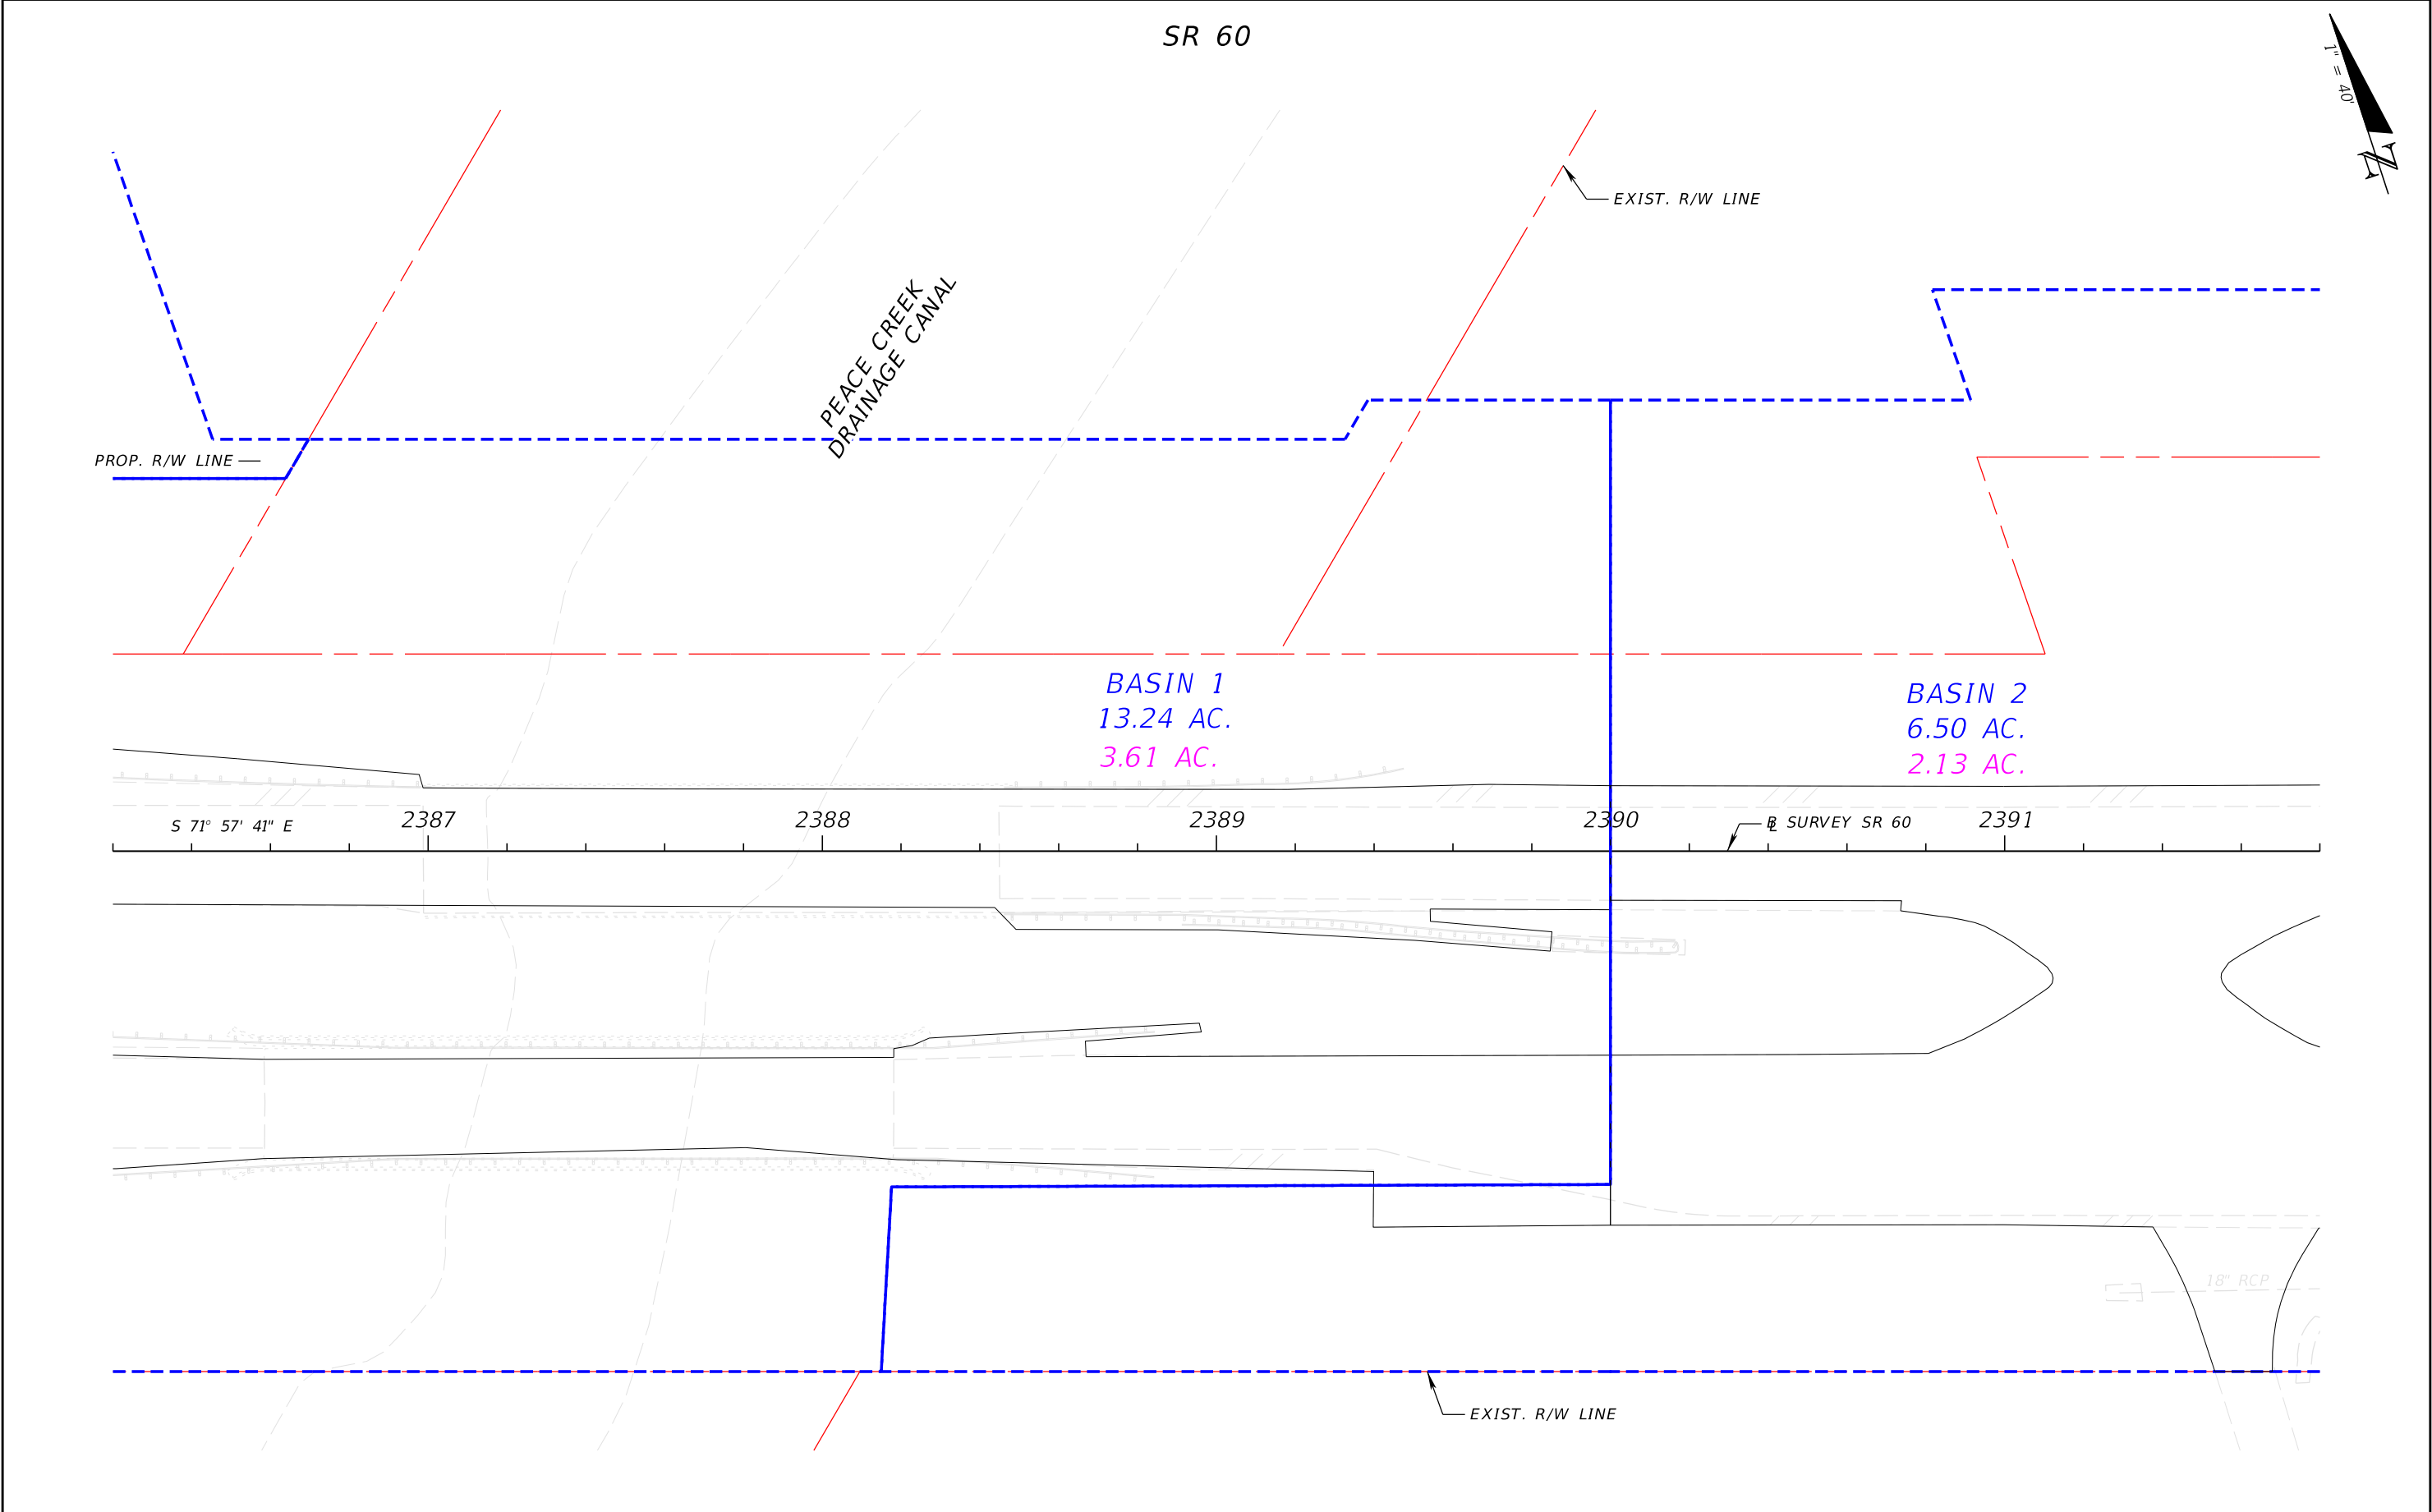 SR 60
1" = 40'
N
EXIST. R/W LINE
PEACE CREEK
DRAINAGE CANAL
PROP. R/W LINE
BASIN 1
13.24 AC.
3.61 AC.
BASIN 2
6.50 AC.
2.13 AC.
S 71° 57' 41" E
2387
2388
2389
2390
2391
℄ SURVEY SR 60
18" RCP
EXIST. R/W LINE